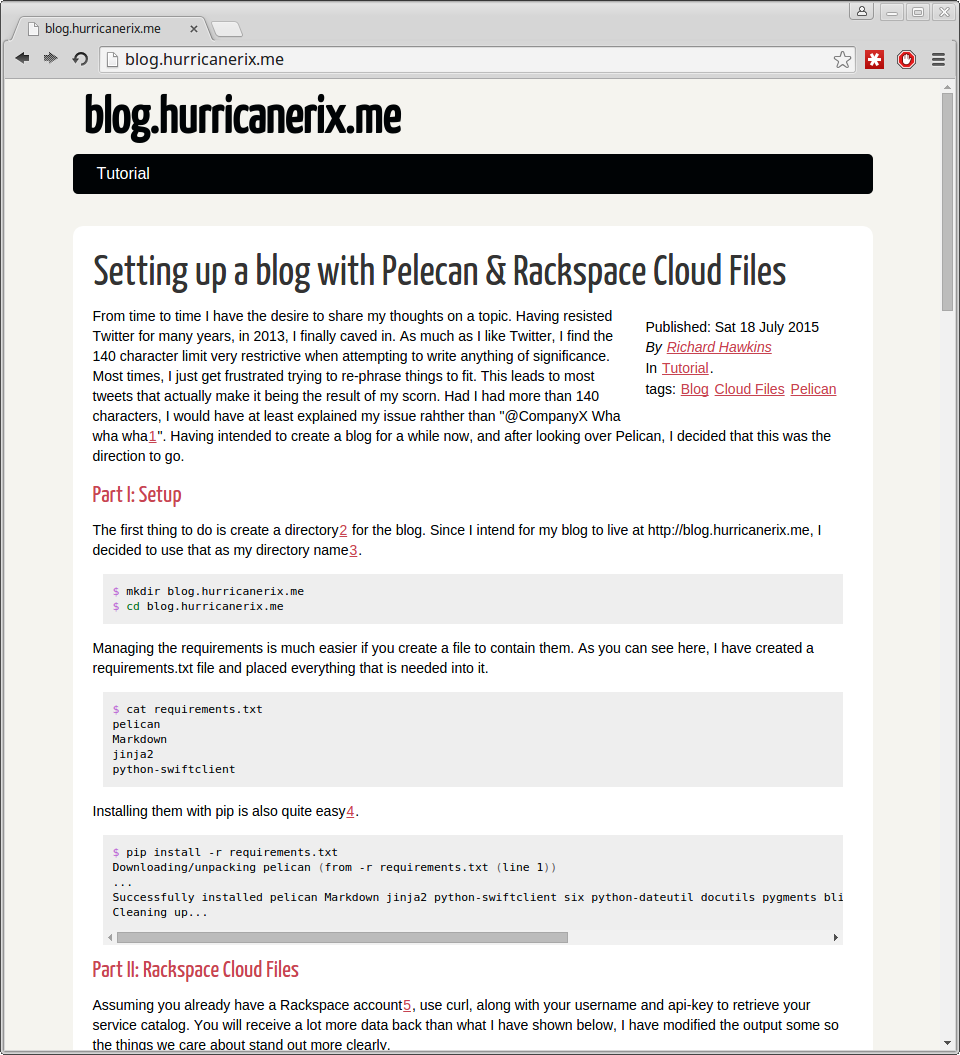 blog.hurricanerix.me
blog.hurricanerix.me
blog.hurricanerix.me
Tutorial
Setting up a blog with Pelecan & Rackspace Cloud Files
From time to time I have the desire to share my thoughts on a topic. Having resisted
Twitter for many years, in 2013, I finally caved in. As much as I like Twitter, I find the
140 character limit very restrictive when attempting to write anything of significance.
Most times, I just get frustrated trying to re-phrase things to fit. This leads to most
tweets that actually make it being the result of my scorn. Had I had more than 140
characters, I would have at least explained my issue rahther than "@CompanyX Wha
wha wha1". Having intended to create a blog for a while now, and after looking over Pelican, I decided that this was the
direction to go.
Published: Sat 18 July 2015
By Richard Hawkins
In Tutorial.
tags: Blog Cloud Files Pelican
Part I: Setup
The first thing to do is create a directory2 for the blog. Since I intend for my blog to live at http://blog.hurricanerix.me, I
decided to use that as my directory name3.
$ mkdir blog.hurricanerix.me
$ cd blog.hurricanerix.me
Managing the requirements is much easier if you create a file to contain them. As you can see here, I have created a
requirements.txt file and placed everything that is needed into it.
$ cat requirements.txt
pelican
Markdown
jinja2
python-swiftclient
Installing them with pip is also quite easy4.
$ pip install -r requirements.txt
Downloading/unpacking pelican (from -r requirements.txt (line 1))
...
Successfully installed pelican Markdown jinja2 python-swiftclient six python-dateutil docutils pygments bli
Cleaning up...
Part II: Rackspace Cloud Files
Assuming you already have a Rackspace account5, use curl, along with your username and api-key to retrieve your
service catalog. You will receive a lot more data back than what I have shown below, I have modified the output some so
the things we care about stand out more clearly.